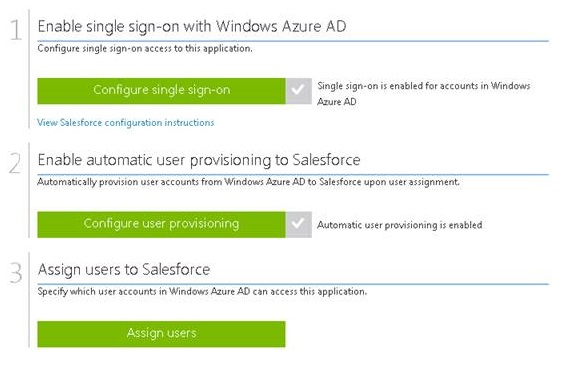 1
Enable single sign-on with Windows Azure AD
Configure single sign-on access to this application.
Configure single sign-on
Single sign-on is enabled for accounts in Windows
Azure AD
View Salesforce configuration instructions
2
Enable automatic user provisioning to Salesforce
Automatically provision user accounts from Windows Azure AD to Salesforce upon user assignment.
Configure user provisioning
Automatic user provisioning is enabled
3
Assign users to Salesforce
Specify which user accounts in Windows Azure AD can access this application.
Assign users